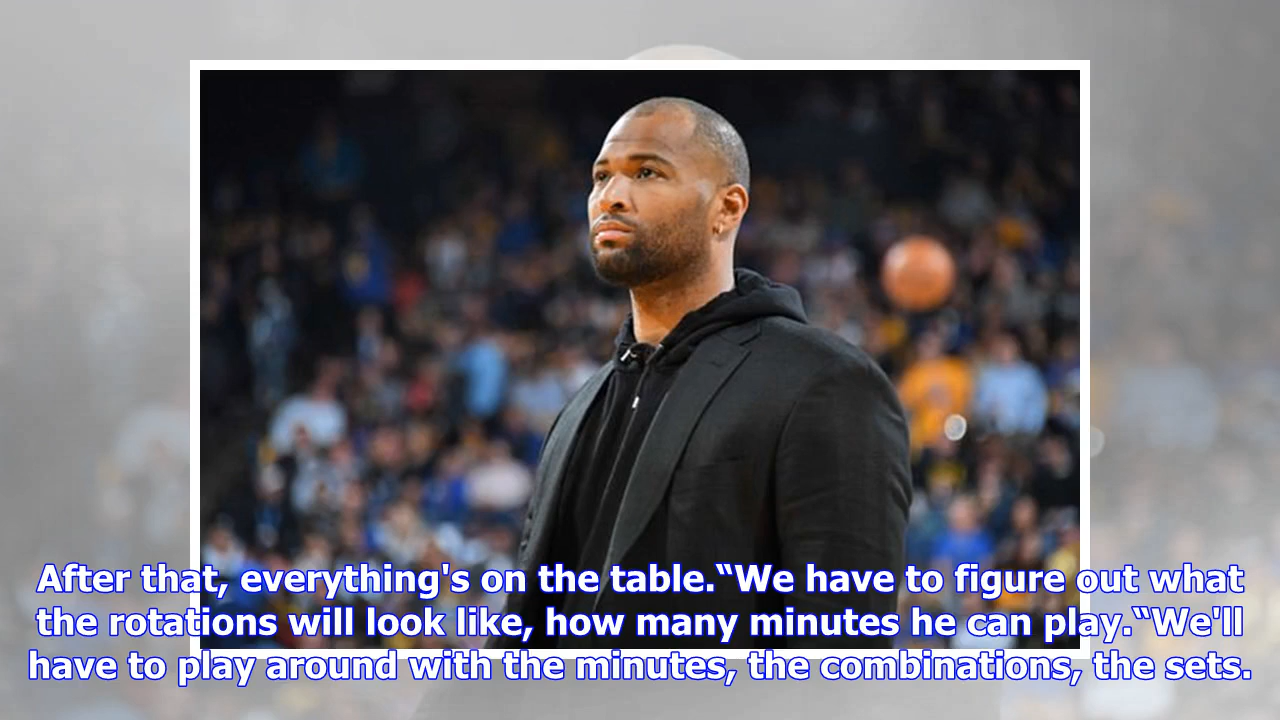 After that, everything's on the table.“We have to figure out what
the rotations will look like, how many minutes he can play.“We'll
have to play around with the minutes, the combinations, the sets.